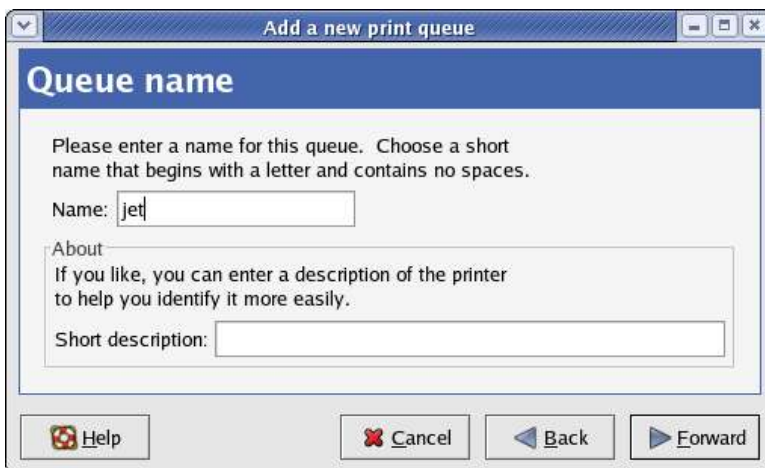 Add a new print queue
Queue name
Please enter a name for this queue. Choose a short
name that begins with a letter and contains no spaces.
Name: jet
About
If you like, you can enter a description of the printer
to help you identify it more easily.
Short description:
Help Cancel Back Forward